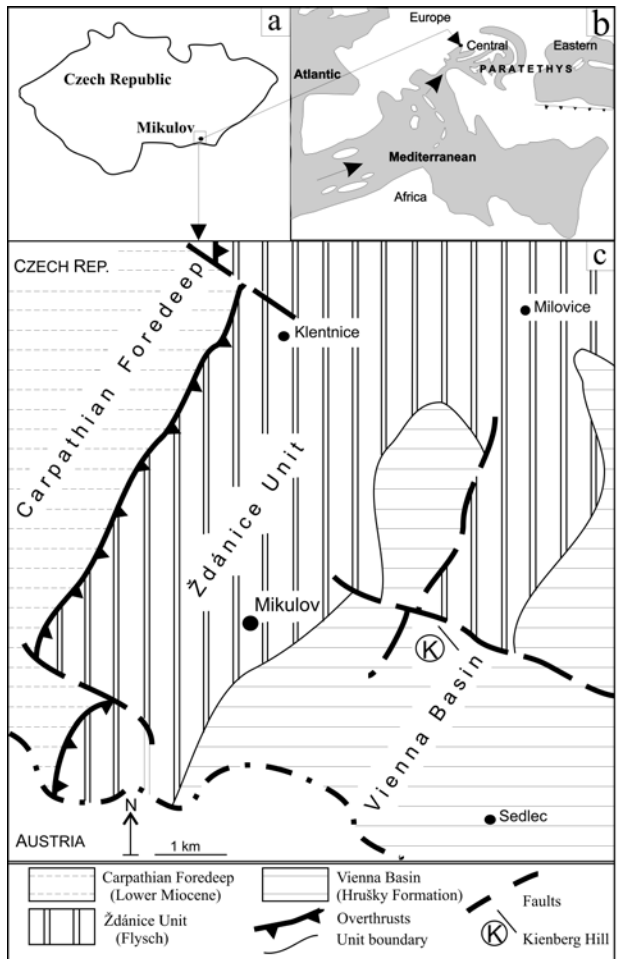 a
Czech Republic
Mikulov
b
Europe
Central
Eastern
Atlantic
PARATETHYS
Mediterranean
Africa
c
CZECH REP.
Carpathian Foredeep
Klentnice
Milovice
Ždánice Unit
Mikulov
K
Vienna Basin
Sedlec
N
AUSTRIA
1 km
Carpathian Foredeep
(Lower Miocene)
Ždánice Unit
(Flysch)
Vienna Basin
(Hrušky Formation)
Overthrusts
Unit boundary
Faults
K
Kienberg Hill